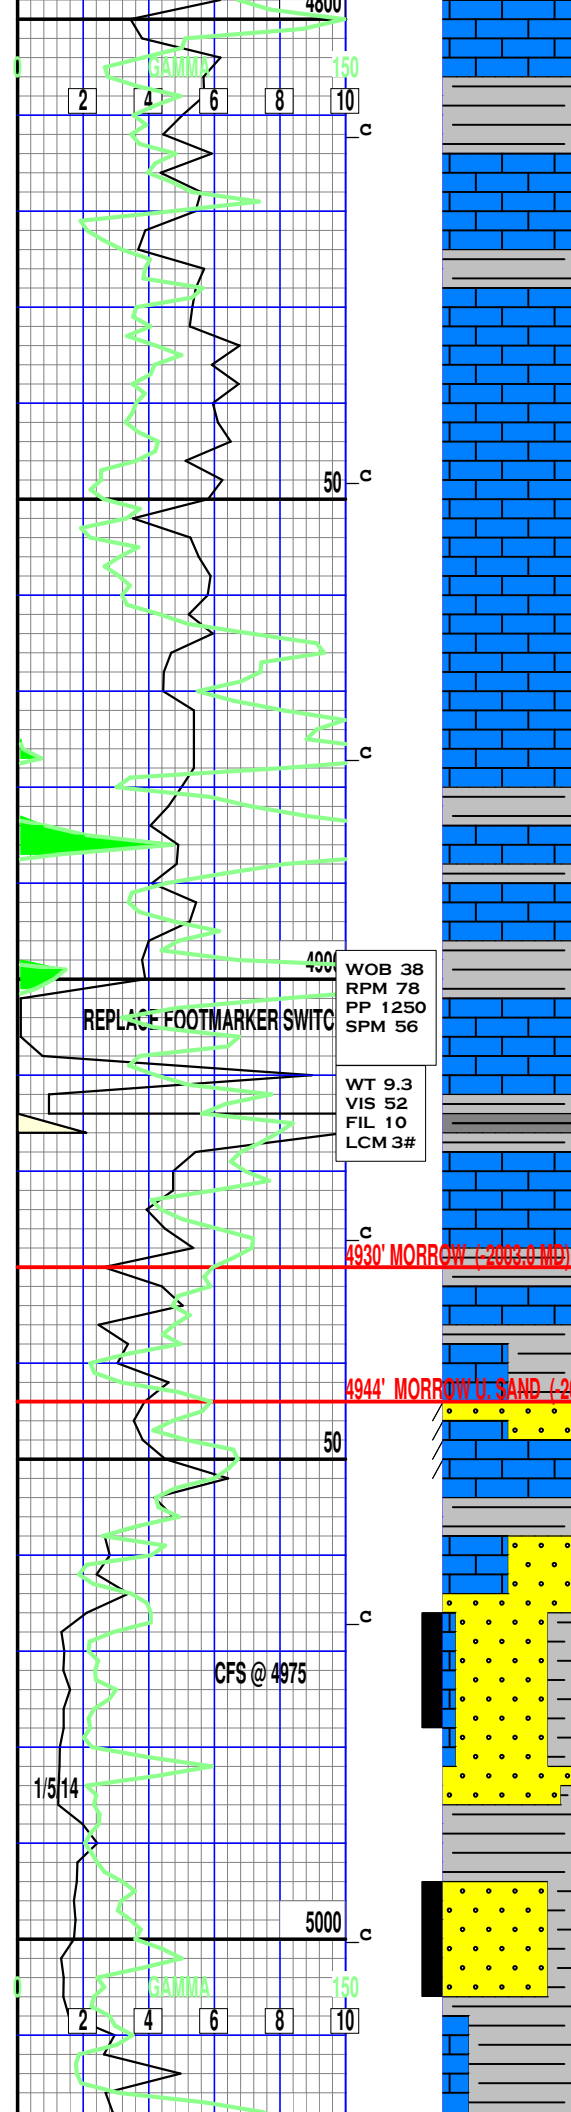 4800
0 GAMMA 150
2 4 6 8 10
C
50 C
C
4900
WOB 38
RPM 78
PP 1250
SPM 56
REPLACE FOOTMARKER SWITC
WT 9.3
VIS 52
FIL 10
LCM 3#
C
4930' MORROW (-2003.0 MD)
4944' MORROW U. SAND (-20
50
C
CFS @ 4975
1/5/14
5000 C
0 GAMMA 150
2 4 6 8 10